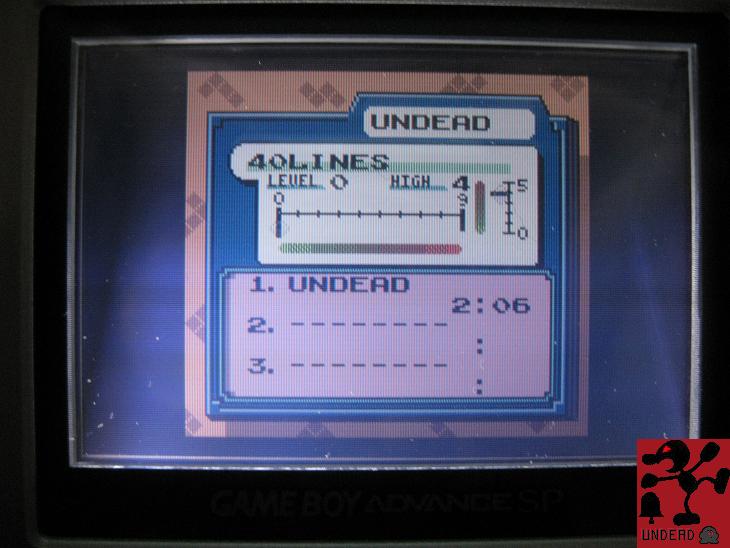 UNDEAD
40LINES
LEVEL 0 HIGH 4
0 9 5
0
1. UNDEAD
2:06
2. --------
:
3. --------
:
GAME BOY ADVANCE SP
UNDEAD